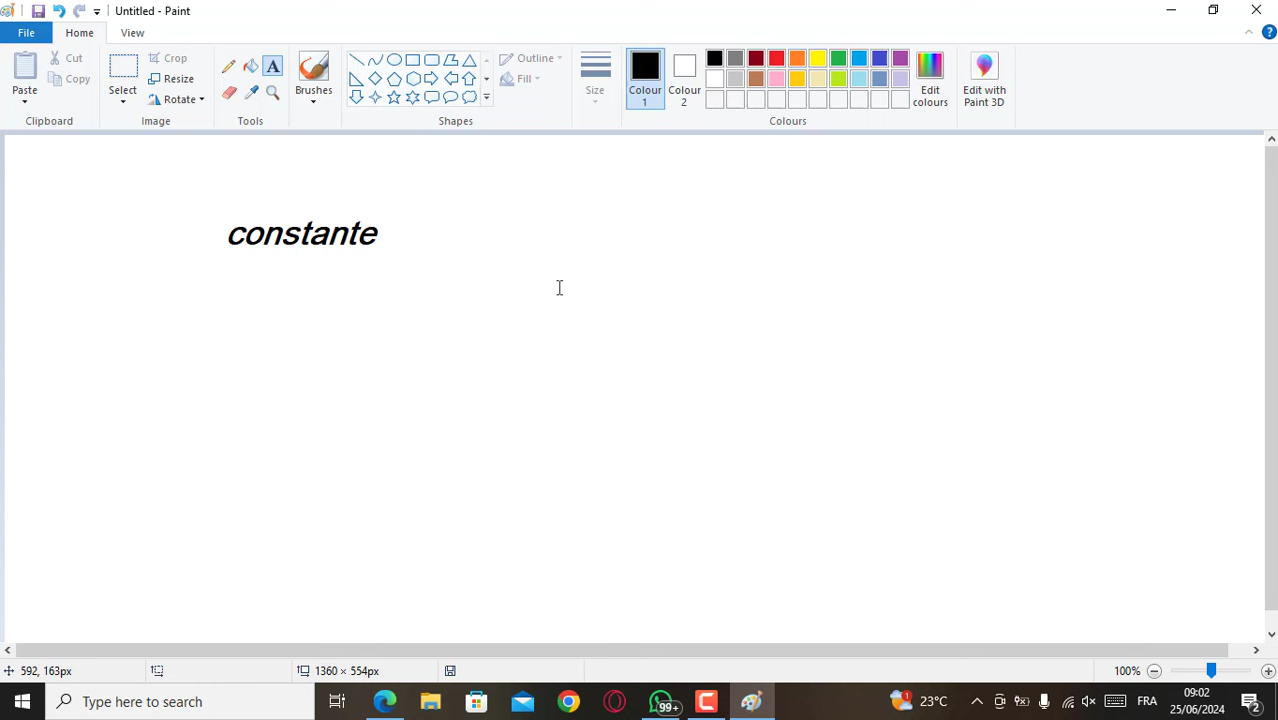 Untitled - Paint
File
Home
View
Paste
Cut
Copy
Clipboard
Select
Crop
Resize
Rotate
Image
A
Tools
Brushes
Shapes
Outline
Fill
Size
Colour 1
Colour 2
Edit colours
Colours
Edit with Paint 3D
constante
592, 163px
1360 × 554px
100%
Type here to search
99+
1
23°C
FRA
09:02
25/06/2024
2